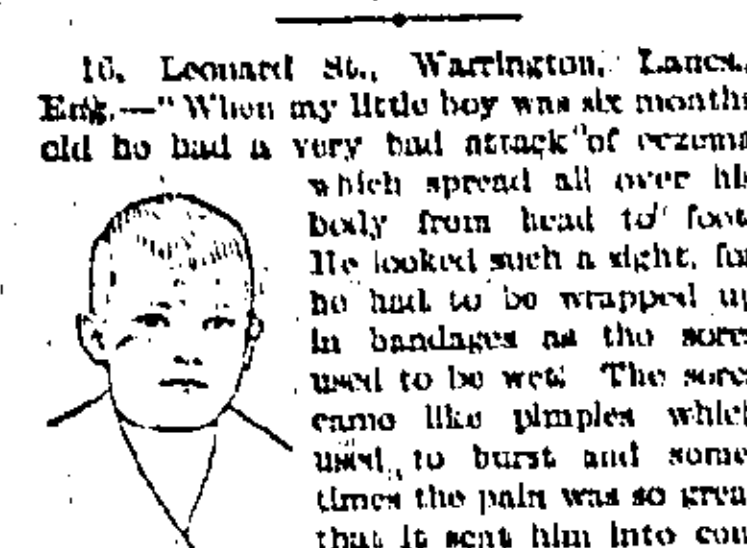 16, Leonard St., Warrington, Lancs.,
Eng.—"When my little boy was six months
old he had a very bad attack of eczema
which spread all over his
body from head to foot.
He looked such a sight, for
he had to be wrapped up
in bandages as the sores
used to be wet. The sores
came like pimples which
used to burst and some-
times the pain was so great
that it sent him into con